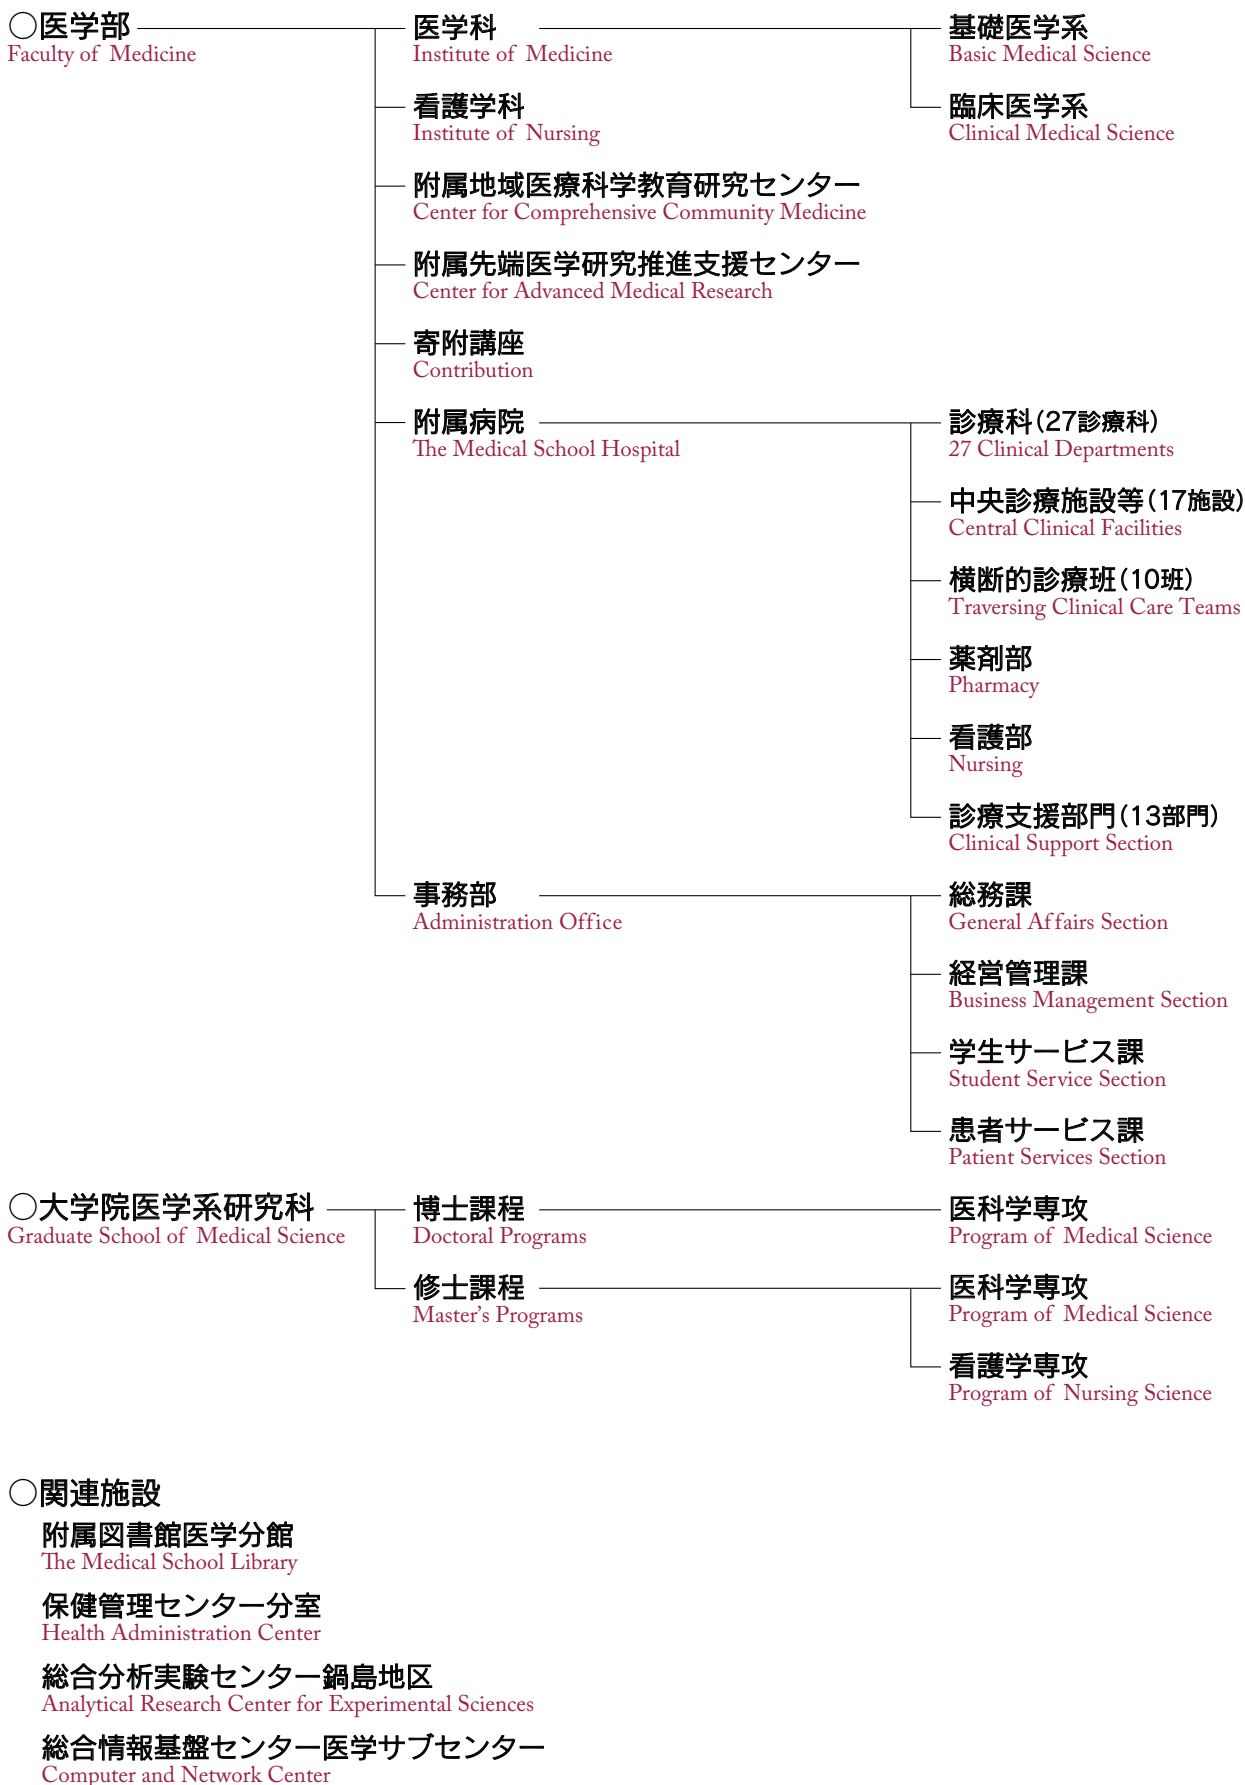 ○医学部
Faculty of Medicine
医学科
Institute of Medicine
基礎医学系
Basic Medical Science
臨床医学系
Clinical Medical Science
看護学科
Institute of Nursing
附属地域医療科学教育研究センター
Center for Comprehensive Community Medicine
附属先端医学研究推進支援センター
Center for Advanced Medical Research
寄附講座
Contribution
附属病院
The Medical School Hospital
診療科(27診療科)
27 Clinical Departments
中央診療施設等(17施設)
Central Clinical Facilities
横断的診療班(10班)
Traversing Clinical Care Teams
薬剤部
Pharmacy
看護部
Nursing
診療支援部門(13部門)
Clinical Support Section
事務部
Administration Office
総務課
General Affairs Section
経営管理課
Business Management Section
学生サービス課
Student Service Section
患者サービス課
Patient Services Section
○大学院医学系研究科
Graduate School of Medical Science
博士課程
Doctoral Programs
医科学専攻
Program of Medical Science
修士課程
Master's Programs
医科学専攻
Program of Medical Science
看護学専攻
Program of Nursing Science
○関連施設
附属図書館医学分館
The Medical School Library
保健管理センター分室
Health Administration Center
総合分析実験センター鍋島地区
Analytical Research Center for Experimental Sciences
総合情報基盤センター医学サブセンター
Computer and Network Center